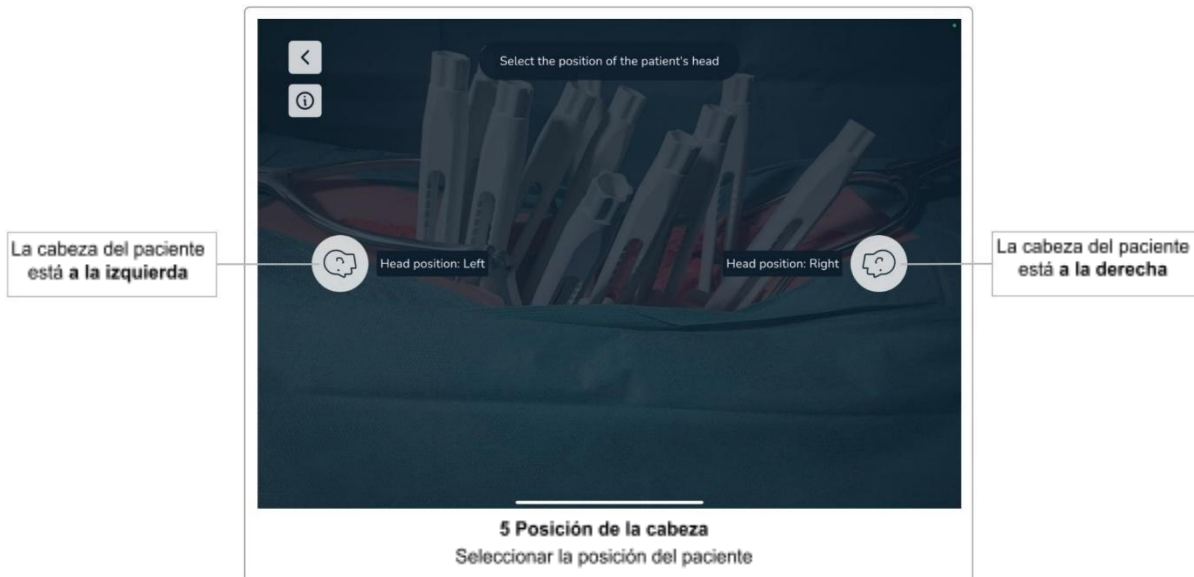 Select the position of the patient's head
La cabeza del paciente
está a la izquierda
Head position: Left
Head position: Right
La cabeza del paciente
está a la derecha
5 Posición de la cabeza
Seleccionar la posición del paciente